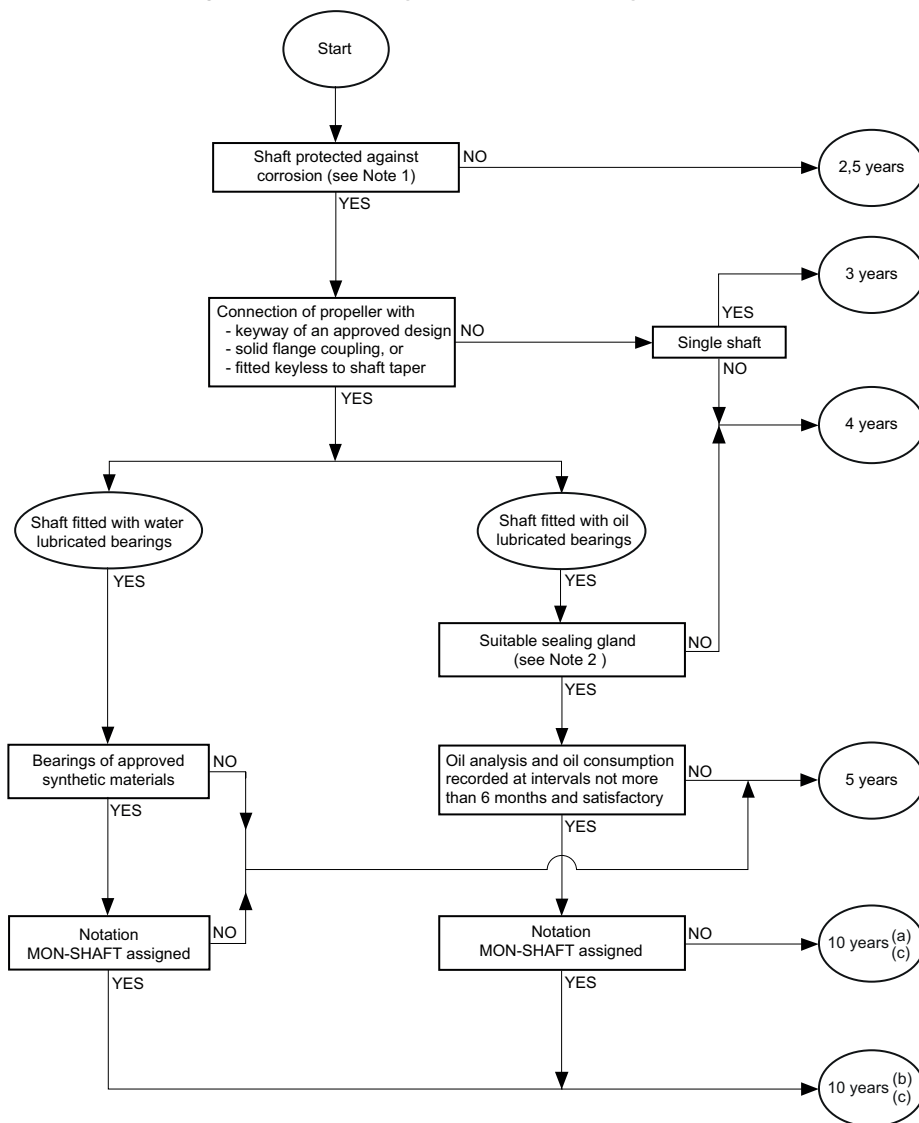 Start
Shaft protected against
corrosion (see Note 1)
NO
2,5 years
YES
3 years
YES
Connection of propeller with
- keyway of an approved design
- solid flange coupling, or
- fitted keyless to shaft taper
NO
Single shaft
NO
YES
4 years
Shaft fitted with water
lubricated bearings
YES
Shaft fitted with oil
lubricated bearings
YES
Suitable sealing gland
(see Note 2 )
NO
YES
Bearings of approved
synthetic materials
NO
YES
Oil analysis and oil consumption
recorded at intervals not more
than 6 months and satisfactory
NO
YES
5 years
Notation
MON-SHAFT assigned
NO
YES
Notation
MON-SHAFT assigned
NO
YES
10 years (a)
(c)
10 years (b)
(c)